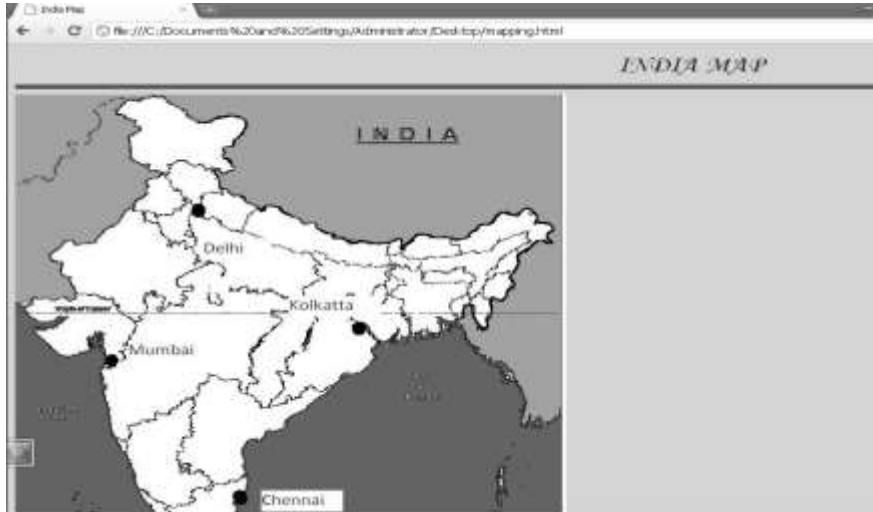 India Map
file:///C:/Documents%20and%20Settings/Administrator/Desktop/mapping.html
INDIA MAP
INDIA
Delhi
Kolkatta
Mumbai
Chennai